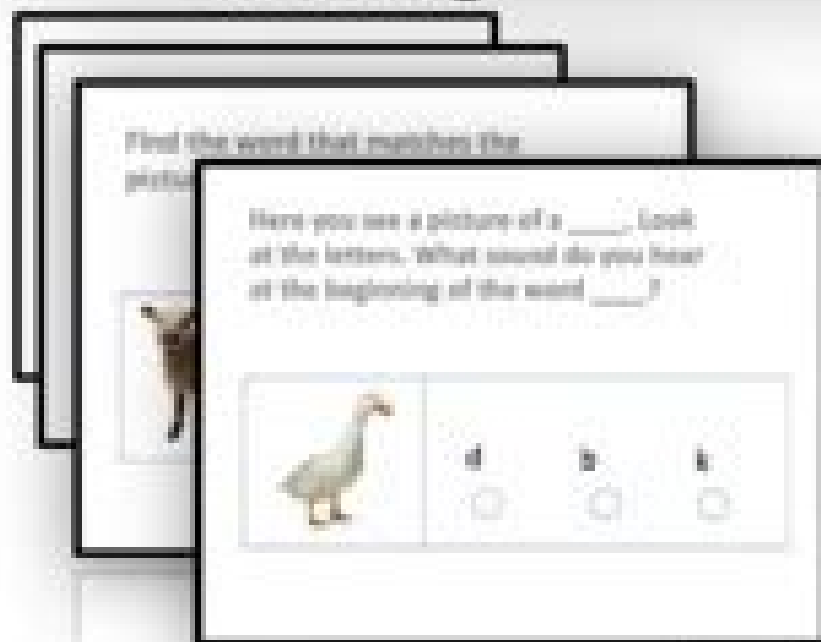 Find the word that matches the
pictu
Here you see a picture of a ____. Look
at the letters. What sound do you hear
at the beginning of the word ____?
d b k